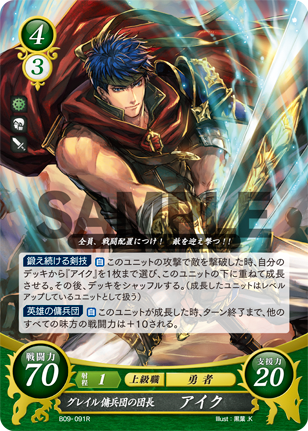 4
3
SAMPLE
全員、戦闘配置につけ！　敵を迎え撃つ！！
鍛え続ける剣技 自 このユニットの攻撃で敵を撃破した時、自分の
デッキから『アイク』を1枚まで選び、このユニットの下に重ねて成長
させる。その後、デッキをシャッフルする。（成長したユニットはレベル
アップしているユニットとして扱う）
英雄の傭兵団 自 このユニットが成長した時、ターン終了まで、他の
すべての味方の戦闘力は＋10される。
戦闘力
70
射程 1 上級職 勇者
支援力
20
グレイル傭兵団の団長 アイク
B09-091R
Illust：黒葉.K